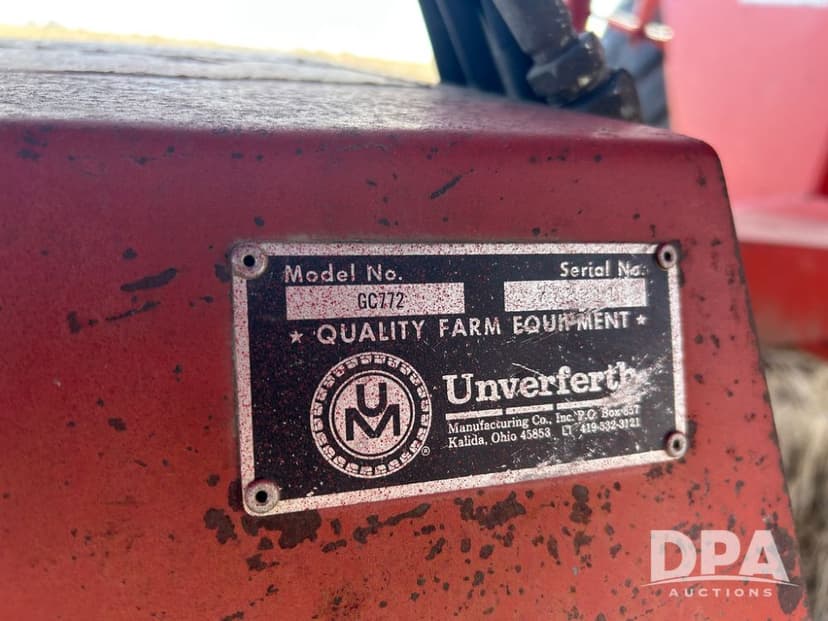 Model No. Serial No.
GC772
★ QUALITY FARM EQUIPMENT ★
UM
®
Unverferth
Manufacturing Co., Inc. P.O. Box 357
Kalida, Ohio 45853 419-532-3121
DPA
AUCTIONS